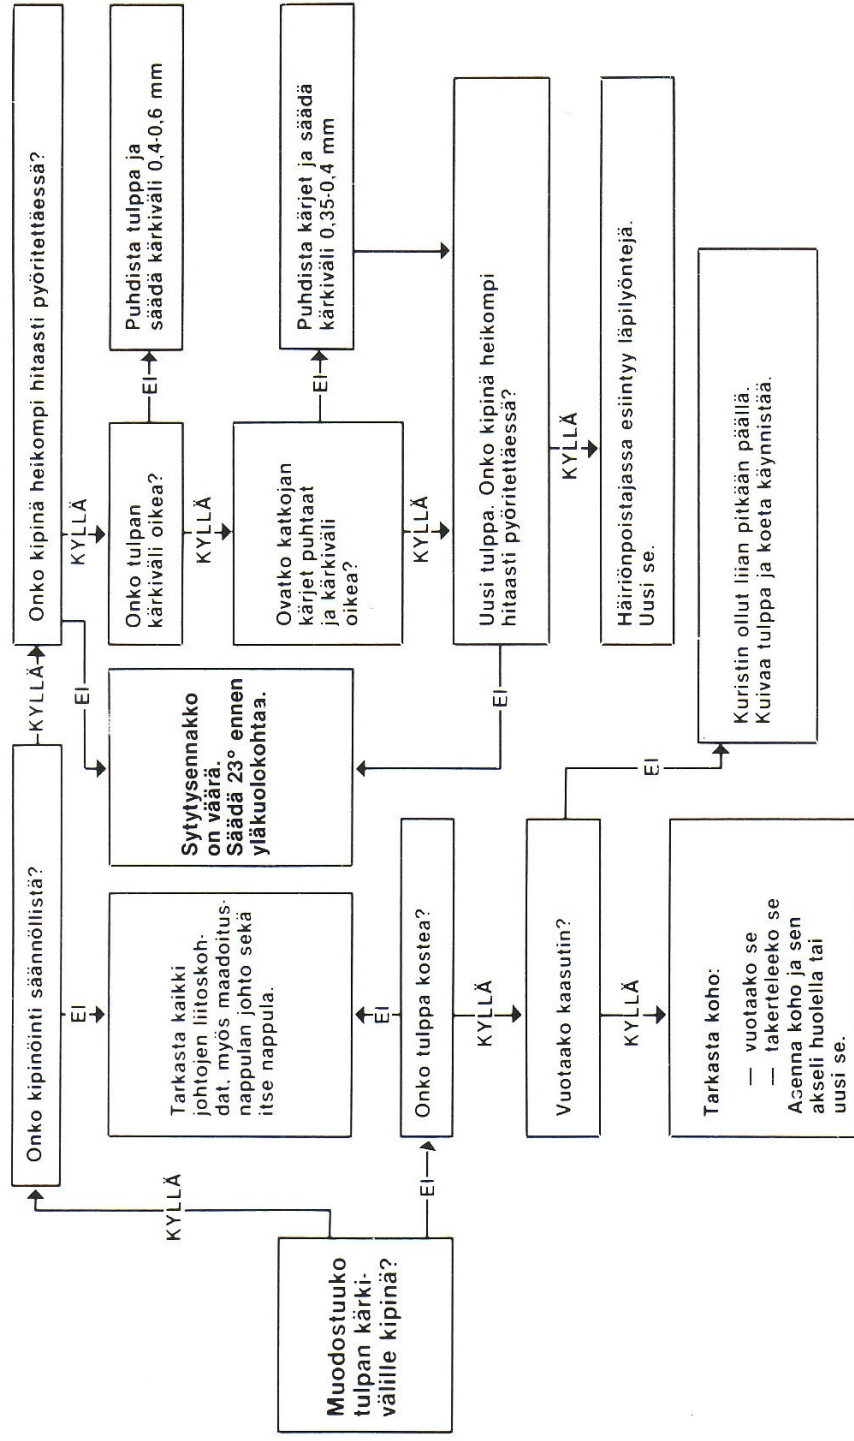 Muodostuuko
tulpan kärki-
välille kipinä?
KYLLÄ
EI
Onko kipinöinti säännöllistä?
KYLLÄ
EI
Onko kipinä heikompi hitaasti pyöritettäessä?
EI
KYLLÄ
Tarkasta kaikki
johtojen liitoskoh-
dat, myös maadoitus-
nappulan johto sekä
itse nappula.
Sytytysennakko
on väärä.
Säädä 23° ennen
yläkuolokohtaa.
Onko tulpan
kärkiväli oikea?
EI
Puhdista tulppa ja
säädä kärkiväli 0,4-0,6 mm
KYLLÄ
Ovatko katkojan
kärjet puhtaat
ja kärkiväli
oikea?
EI
Puhdista kärjet ja säädä
kärkiväli 0,35-0,4 mm
KYLLÄ
EI
Onko tulppa kostea?
KYLLÄ
Uusi tulppa. Onko kipinä heikompi
hitaasti pyöritettäessä?
EI
KYLLÄ
Vuotaako kaasutin?
KYLLÄ
EI
Häiriönpoistajassa esiintyy läpilyöntejä.
Uusi se.
Tarkasta koho:
— vuotaako se
— takerteleeko se
Asenna koho ja sen
akseli huolella tai
uusi se.
Kuristin ollut liian pitkään päällä.
Kuivaa tulppa ja koeta käynnistää.